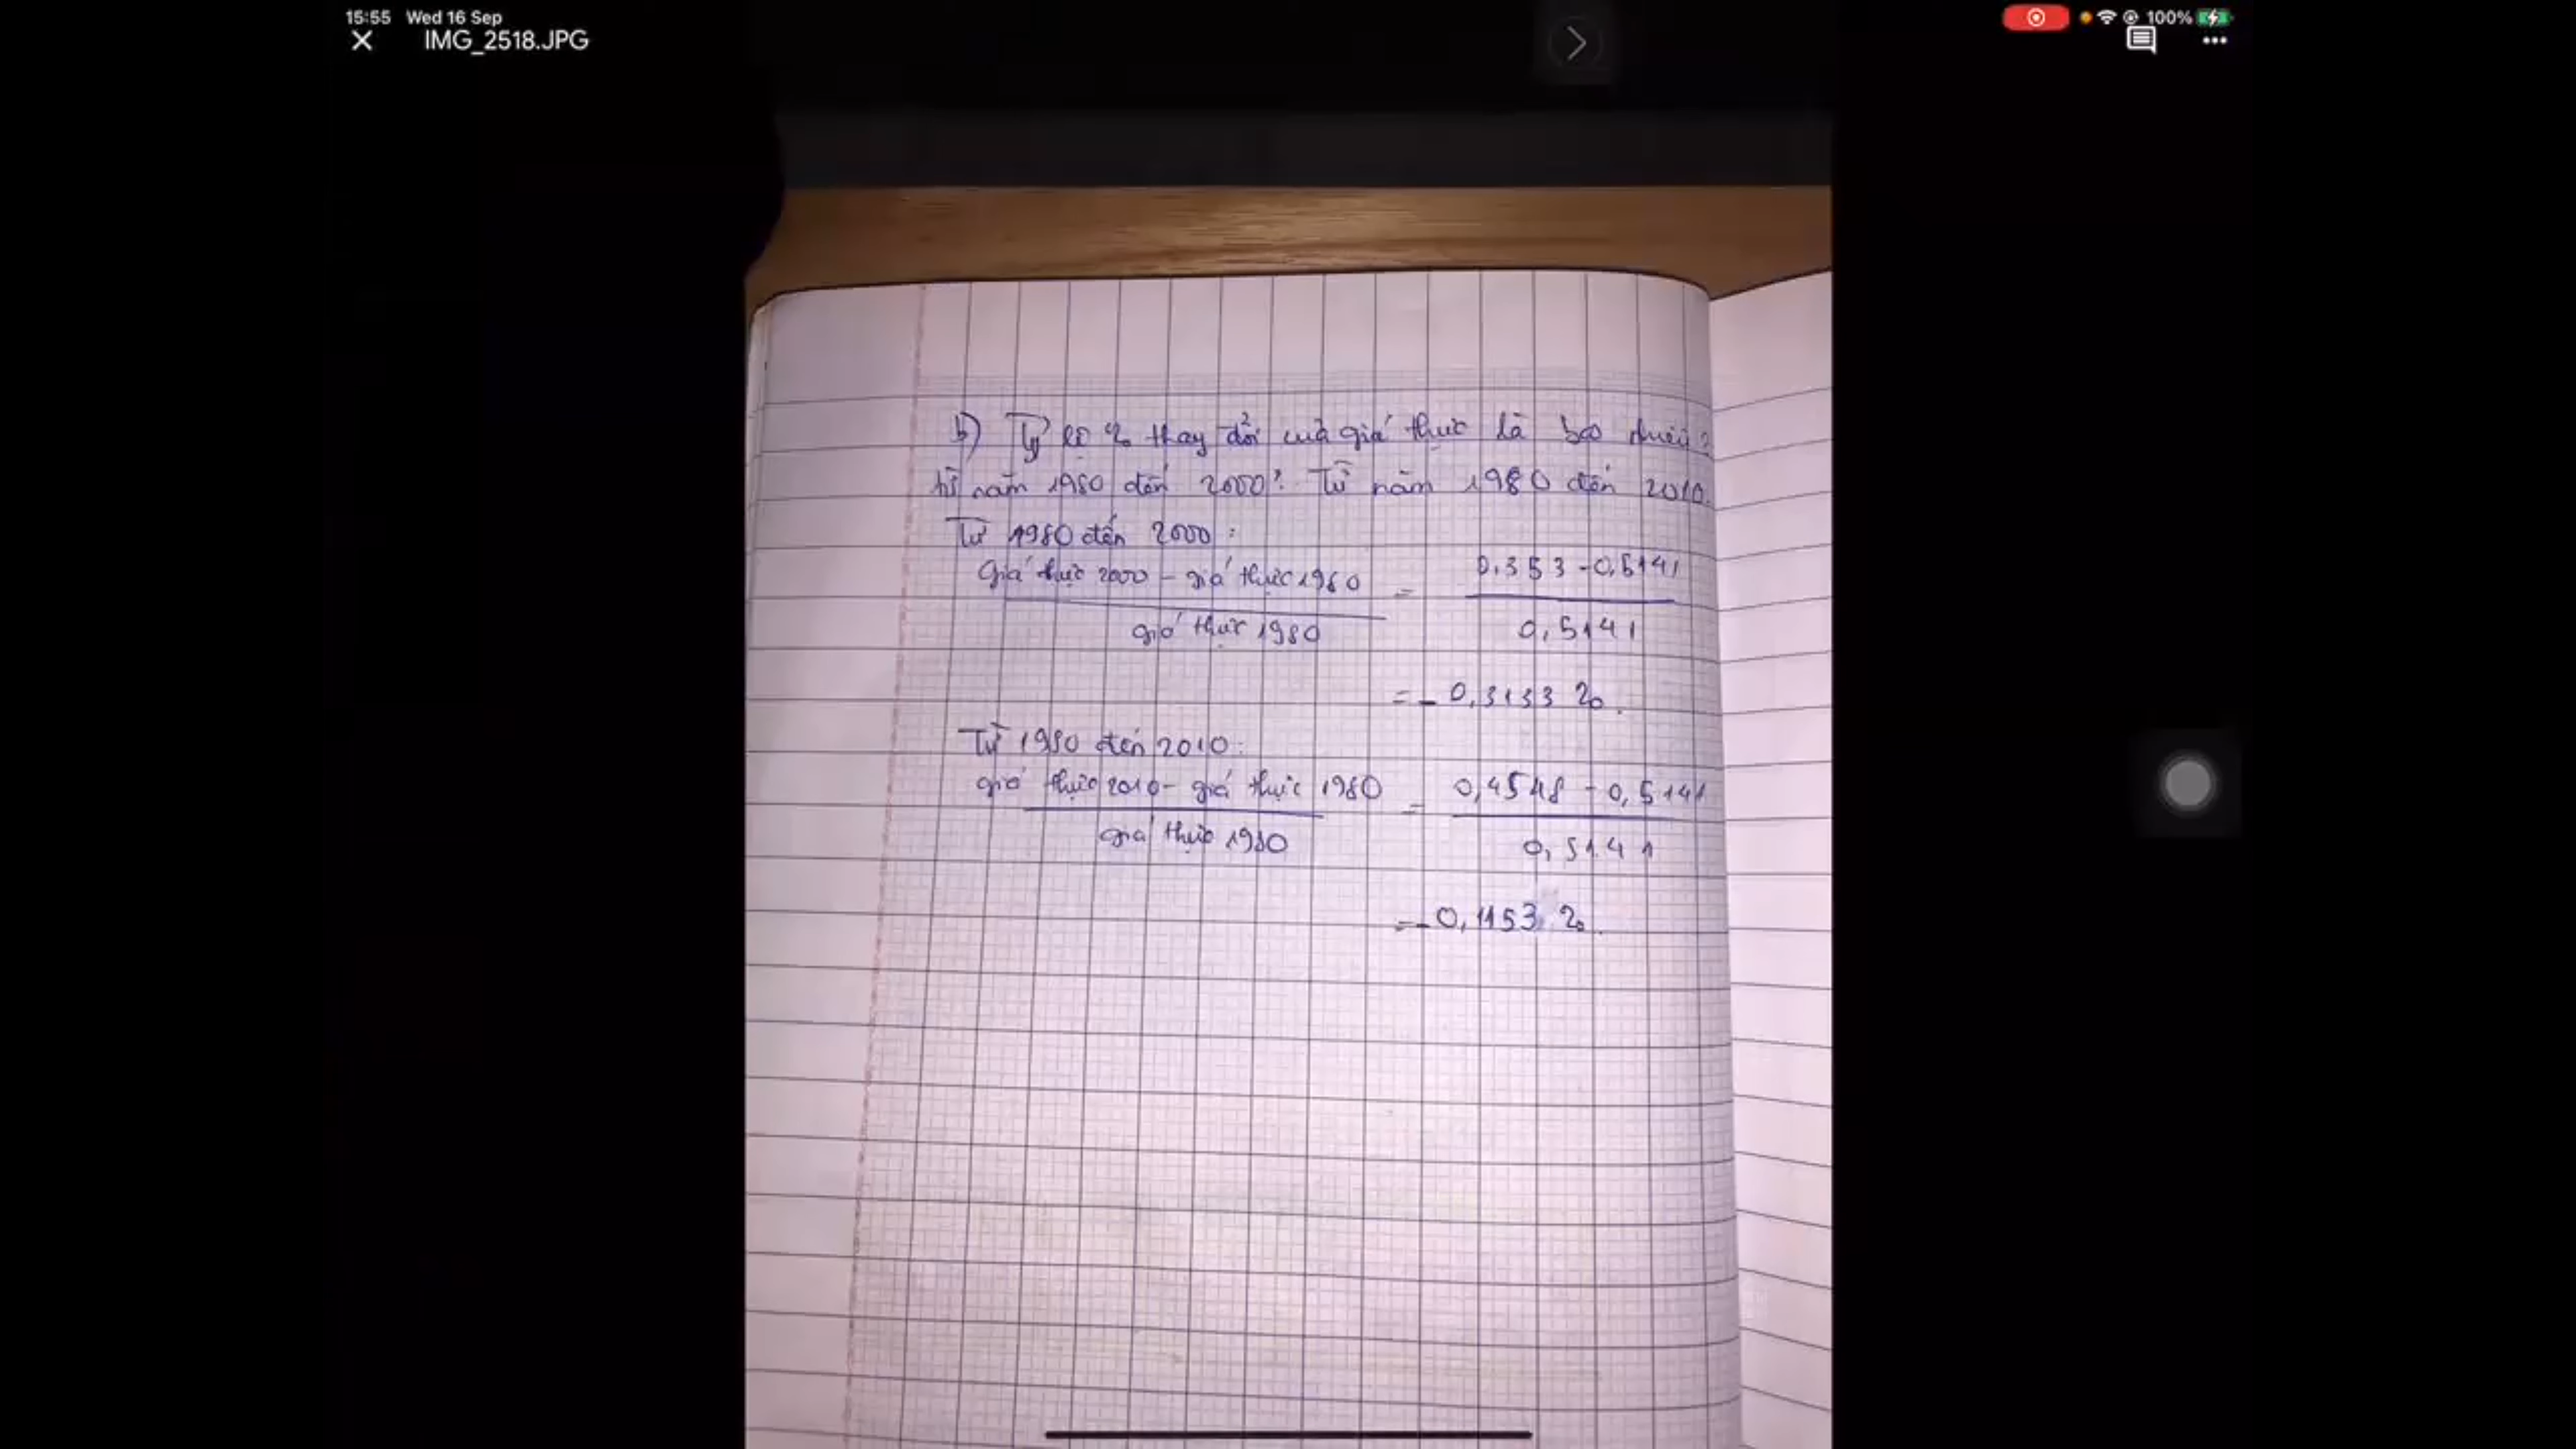 15:55 Wed 16 Sep
100%
IMG_2518.JPG
b) Tỷ lệ % thay đổi của giá thực là bao nhiêu?
từ năm 1980 đến 2000? Từ năm 1980 đến 2010.
Từ 1980 đến 2000 :
Giá thực 2000 - giá thực 1980 = 0,353 - 0,5141
giá thực 1980 0,5141
= - 0,3133 %.
Từ 1980 đến 2010 :
giá thực 2010 - giá thực 1980 = 0,4548 - 0,5141
giá thực 1980 0,5141
= - 0,1153 %.